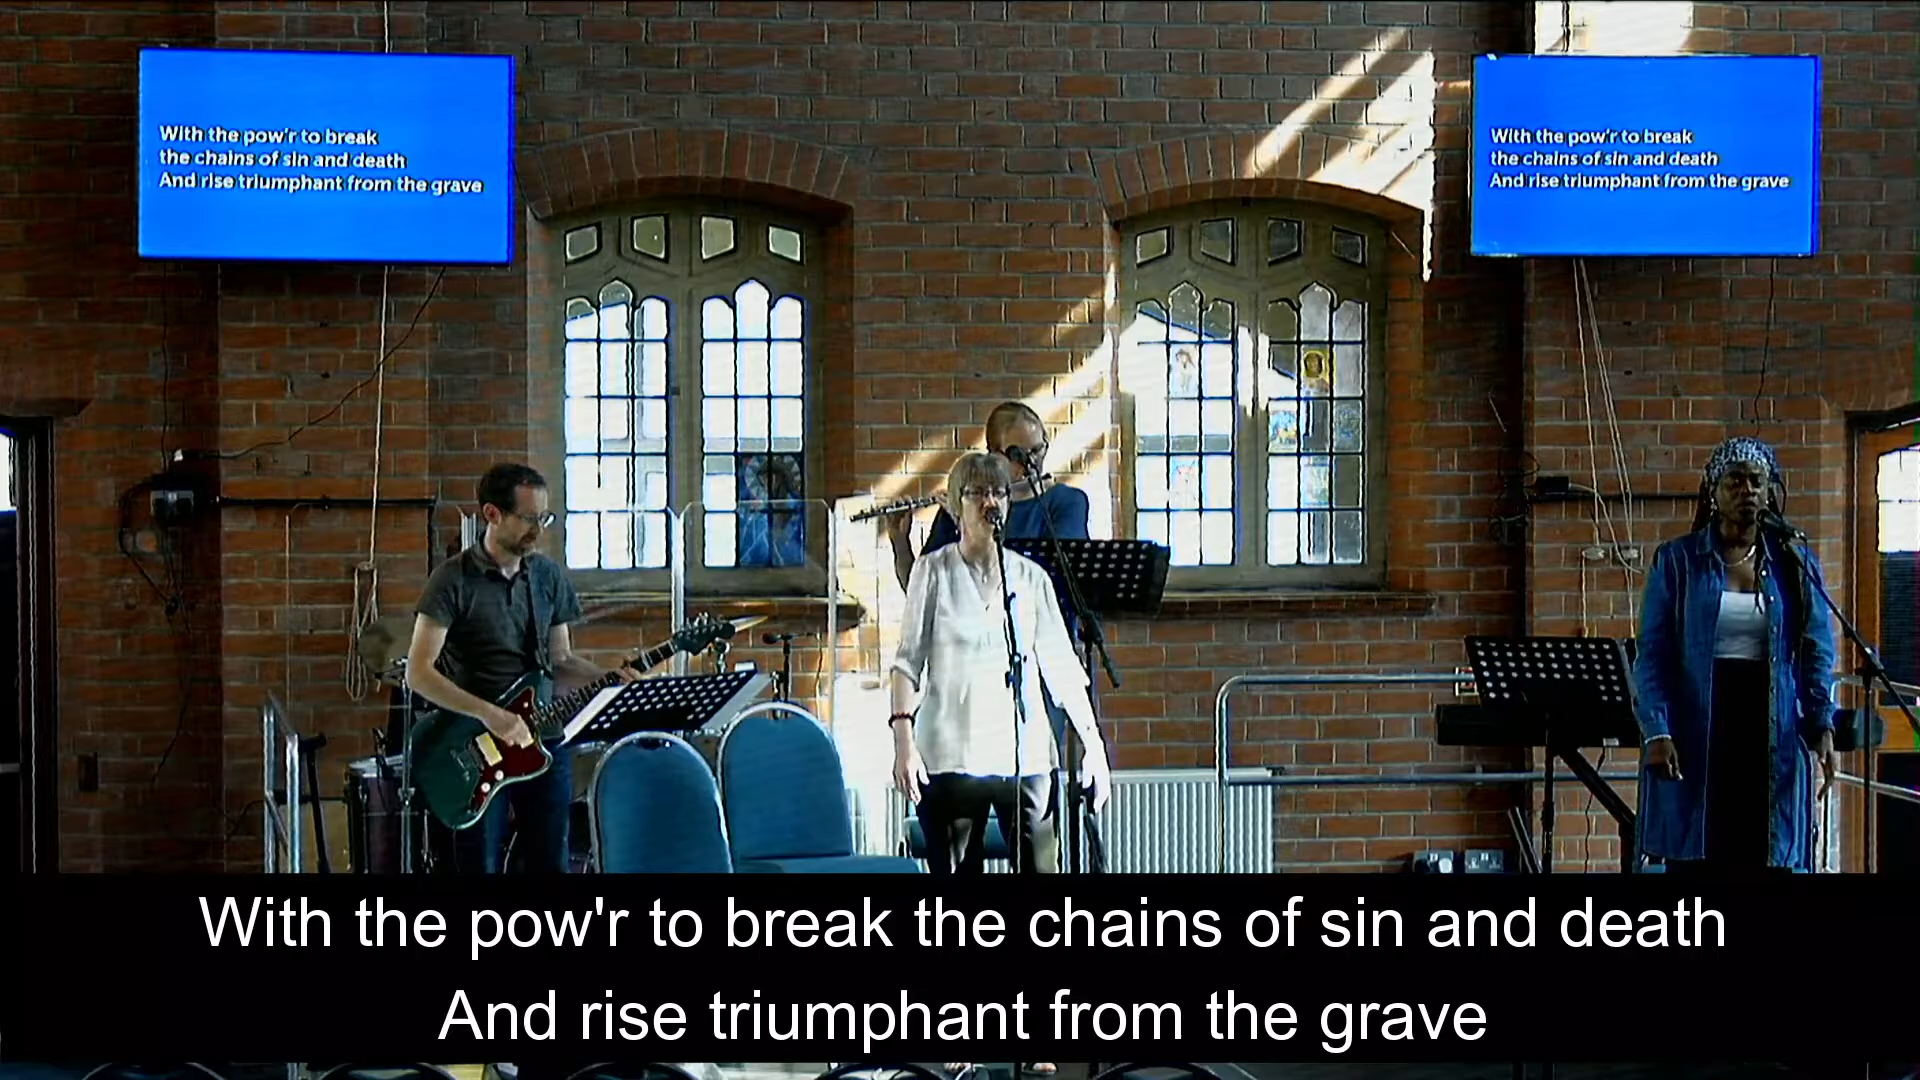 With the pow'r to break
the chains of sin and death
And rise triumphant from the grave
With the pow'r to break
the chains of sin and death
And rise triumphant from the grave
With the pow'r to break the chains of sin and death
And rise triumphant from the grave